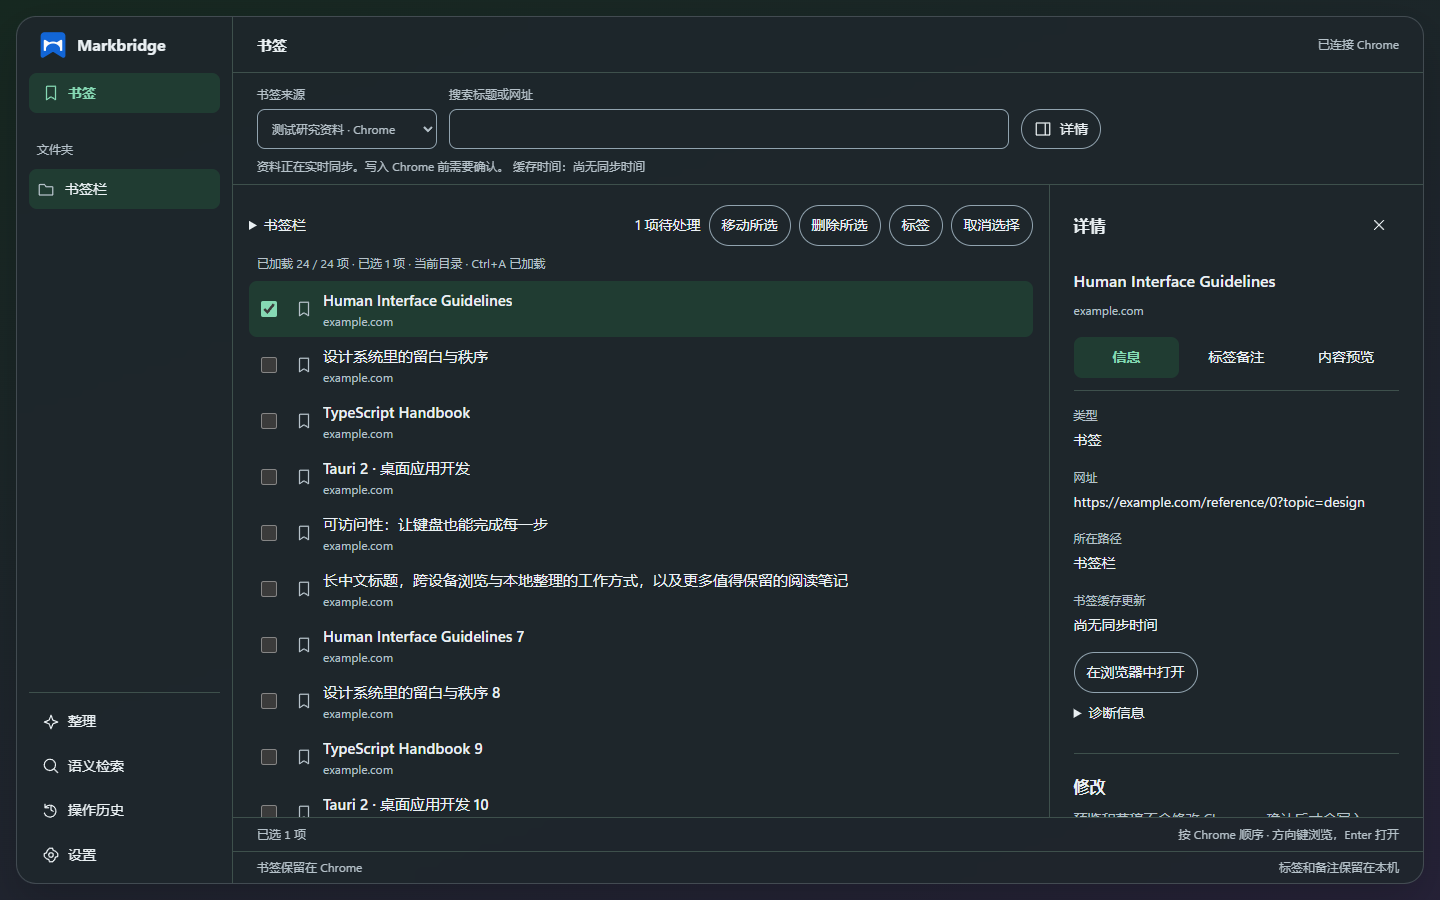 Markbridge
书签
文件夹
书签栏
整理
语义检索
操作历史
设置
书签
已连接 Chrome
书签来源
搜索标题或网址
测试研究资料 · Chrome
详情
资料正在实时同步。写入 Chrome 前需要确认。 缓存时间：尚无同步时间
书签栏
1 项待处理
移动所选
删除所选
标签
取消选择
已加载 24 / 24 项 · 已选 1 项 · 当前目录 · Ctrl+A 已加载
Human Interface Guidelines
example.com
设计系统里的留白与秩序
example.com
TypeScript Handbook
example.com
Tauri 2 · 桌面应用开发
example.com
可访问性：让键盘也能完成每一步
example.com
长中文标题，跨设备浏览与本地整理的工作方式，以及更多值得保留的阅读笔记
example.com
Human Interface Guidelines 7
example.com
设计系统里的留白与秩序 8
example.com
TypeScript Handbook 9
example.com
Tauri 2 · 桌面应用开发 10
详情
Human Interface Guidelines
example.com
信息
标签备注
内容预览
类型
书签
网址
https://example.com/reference/0?topic=design
所在路径
书签栏
书签缓存更新
尚无同步时间
在浏览器中打开
诊断信息
修改
已选 1 项
按 Chrome 顺序 · 方向键浏览，Enter 打开
书签保留在 Chrome
标签和备注保留在本机